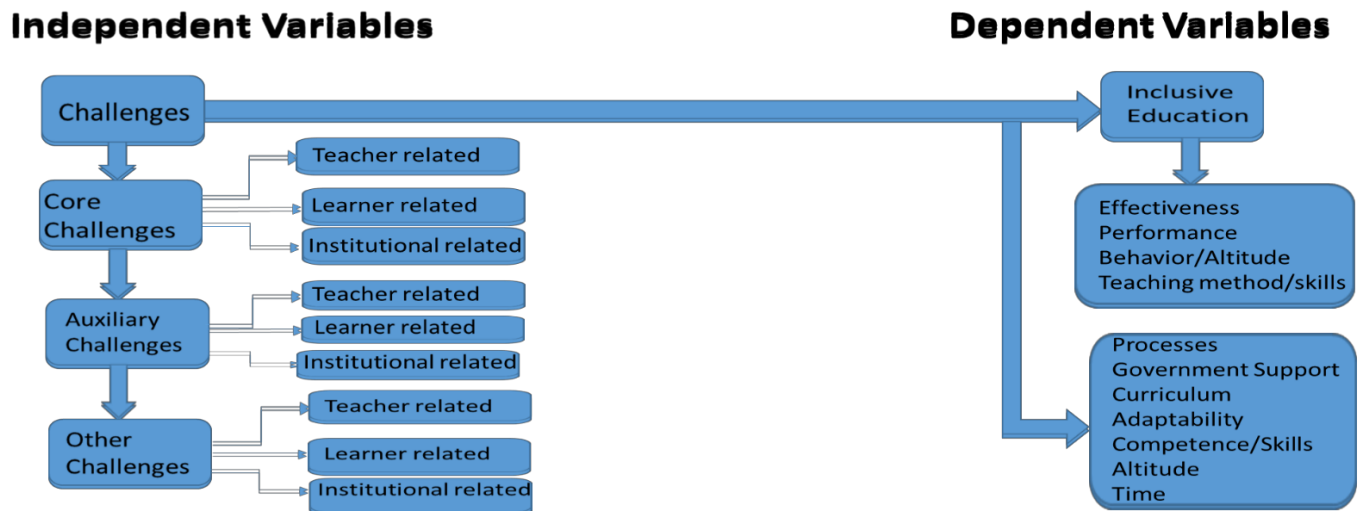 Independent Variables
Dependent Variables
Challenges
Core
Challenges
Teacher related
Learner related
Institutional related
Auxiliary
Challenges
Teacher related
Learner related
Institutional related
Other
Challenges
Teacher related
Learner related
Institutional related
Inclusive
Education
Effectiveness
Performance
Behavior/Altitude
Teaching method/skills
Processes
Government Support
Curriculum
Adaptability
Competence/Skills
Altitude
Time